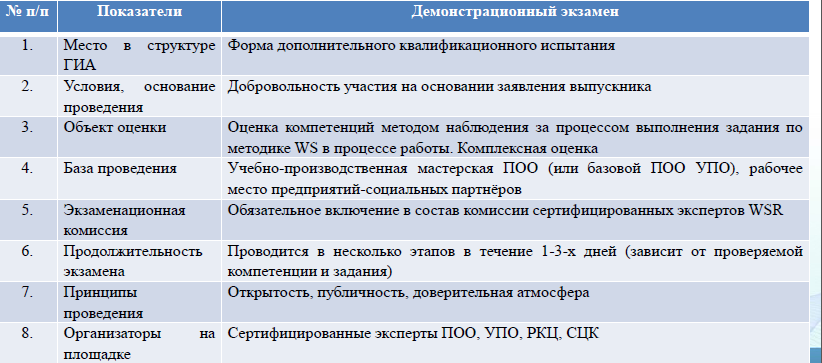 № п/п Показатели Демонстрационный экзамен
1. Место в структуре ГИА Форма дополнительного квалификационного испытания
2. Условия, основание проведения Добровольность участия на основании заявления выпускника
3. Объект оценки Оценка компетенций методом наблюдения за процессом выполнения задания по методике WS в процессе работы. Комплексная оценка
4. База проведения Учебно-производственная мастерская ПОО (или базовой ПОО УПО), рабочее место предприятий-социальных партнёров
5. Экзаменационная комиссия Обязательное включение в состав комиссии сертифицированных экспертов WSR
6. Продолжительность экзамена Проводится в несколько этапов в течение 1-3-х дней (зависит от проверяемой компетенции и задания)
7. Принципы проведения Открытость, публичность, доверительная атмосфера
8. Организаторы на площадке Сертифицированные эксперты ПОО, УПО, РКЦ, СЦК